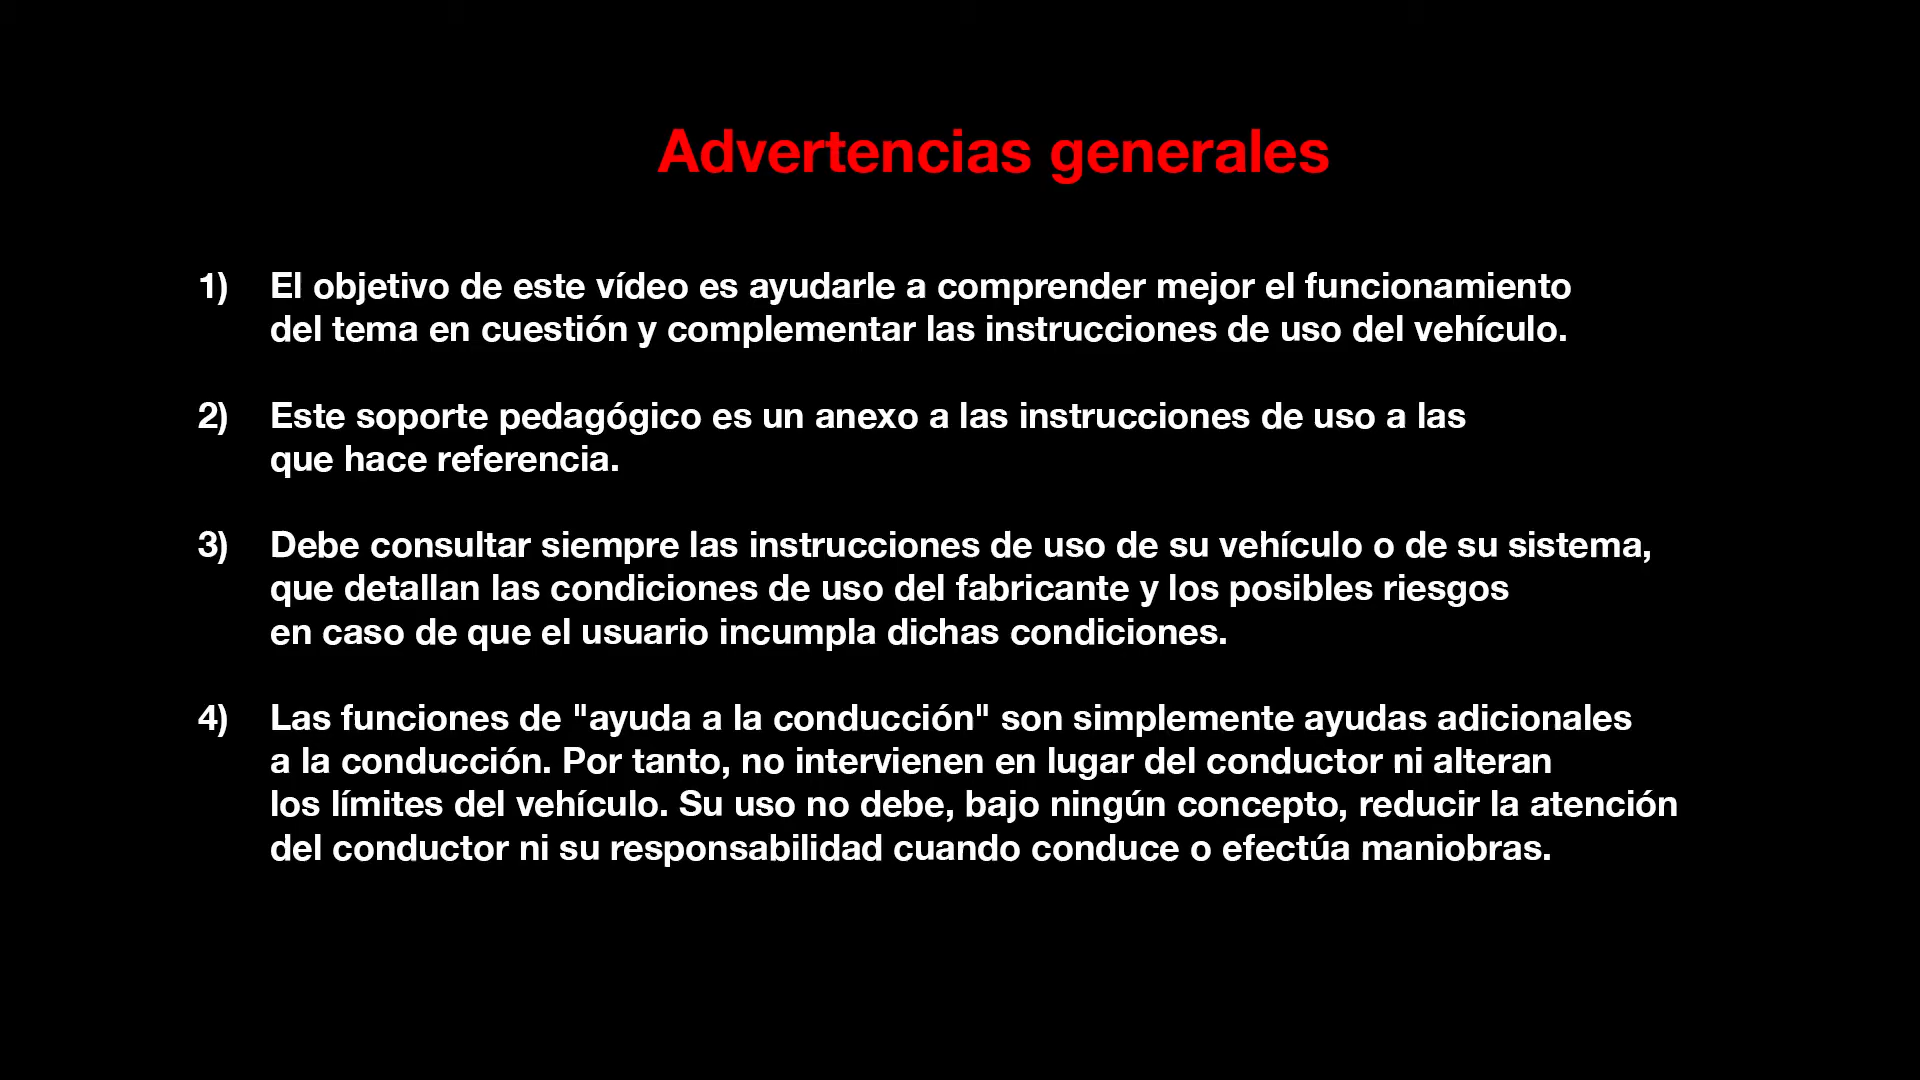 Advertencias generales
1) El objetivo de este vídeo es ayudarle a comprender mejor el funcionamiento
del tema en cuestión y complementar las instrucciones de uso del vehículo.
2) Este soporte pedagógico es un anexo a las instrucciones de uso a las
que hace referencia.
3) Debe consultar siempre las instrucciones de uso de su vehículo o de su sistema,
que detallan las condiciones de uso del fabricante y los posibles riesgos
en caso de que el usuario incumpla dichas condiciones.
4) Las funciones de "ayuda a la conducción" son simplemente ayudas adicionales
a la conducción. Por tanto, no intervienen en lugar del conductor ni alteran
los límites del vehículo. Su uso no debe, bajo ningún concepto, reducir la atención
del conductor ni su responsabilidad cuando conduce o efectúa maniobras.